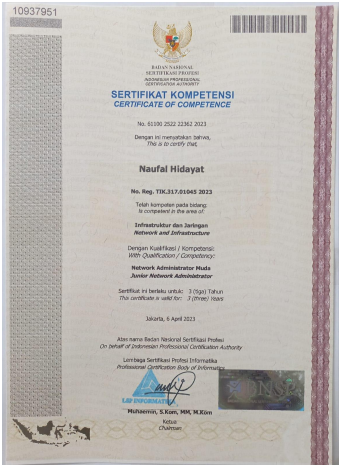 10937951
BADAN NASIONAL
SERTIFIKASI PROFESI
INDONESIAN PROFESSIONAL
CERTIFICATION AUTHORITY
SERTIFIKAT KOMPETENSI
CERTIFICATE OF COMPETENCE
No. 61100 2522 22362 2023
Dengan ini menyatakan bahwa,
This is to certify that,
Naufal Hidayat
No. Reg. TIK.317.01045 2023
Telah kompeten pada bidang:
Is competent in the area of:
Infrastruktur dan Jaringan
Network and Infrastructure
Dengan Kualifikasi / Kompetensi:
With Qualification / Competency:
Network Administrator Muda
Junior Network Administrator
Sertifikat ini berlaku untuk: 3 (tiga) Tahun
This certificate is valid for: 3 (three) Years
Jakarta, 6 April 2023
Atas nama Badan Nasional Sertifikasi Profesi
On behalf of Indonesian Professional Certification Authority
Lembaga Sertifikasi Profesi Informatika
Professional Certification Body of Informatics
LSP INFORMATIKA
BNSP
Muhaemin, S.Kom, MM, M.Kom
Ketua
Chairman